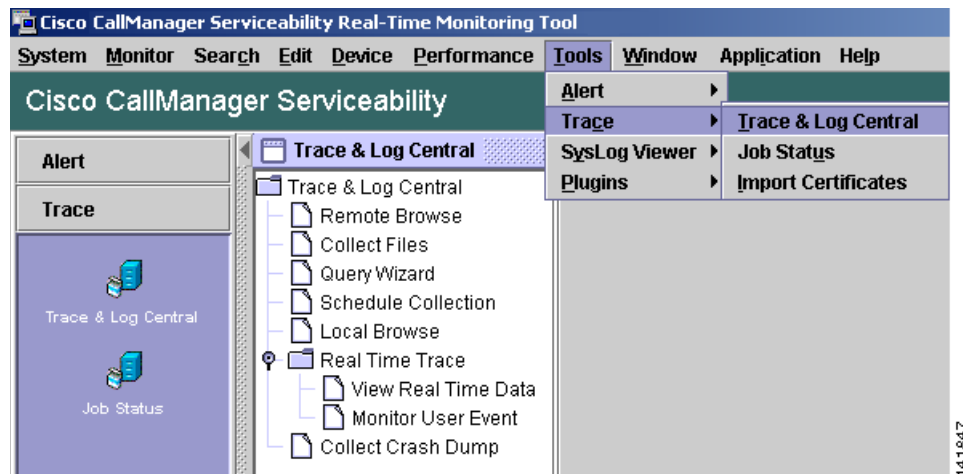 Cisco CallManager Serviceability Real-Time Monitoring Tool
System Monitor Search Edit Device Performance Tools Window Application Help
Cisco CallManager Serviceability
Alert
Trace
SysLog Viewer
Plugins
Trace & Log Central
Job Status
Import Certificates
Alert
Trace
Trace & Log Central
Job Status
Trace & Log Central
Trace & Log Central
Remote Browse
Collect Files
Query Wizard
Schedule Collection
Local Browse
Real Time Trace
View Real Time Data
Monitor User Event
Collect Crash Dump
141847